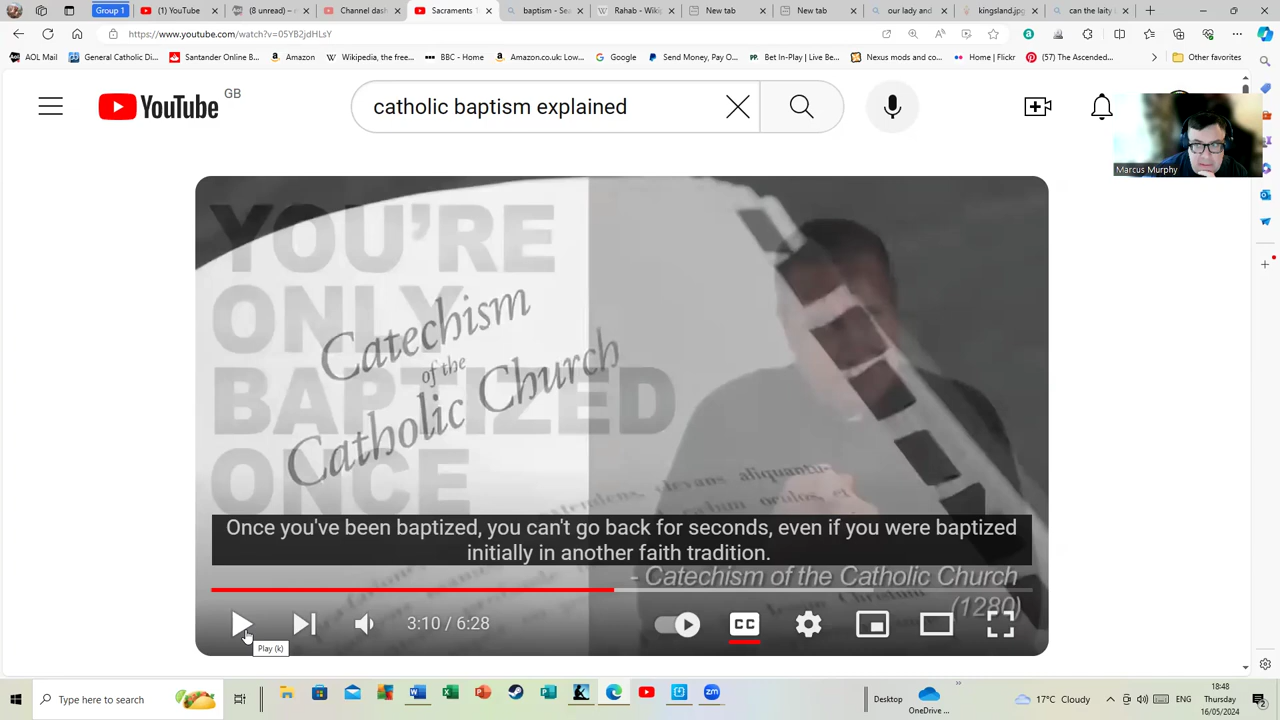 Group 1
(8 unread) –
Channel dash
Sacraments 1
baptism - Sea
Rahab - Wiki
New tab
New tab
our lady and
kingsland.jpg
can the laity
https://www.youtube.com/watch?v=05YB2jdHLsY
AOL Mail
General Catholic Di...
Santander Online B...
Amazon
Wikipedia, the free...
BBC - Home
Amazon.co.uk: Low...
Google
Send Money, Pay O...
Bet In-Play | Live Be...
Nexus mods and co...
Home | Flickr
(57) The Ascended...
Other favorites
YouTube GB
catholic baptism explained
Marcus Murphy
YOU'RE
ONLY
BAPTIZED
ONCE
Catechism
of the
Catholic Church
Once you've been baptized, you can't go back for seconds, even if you were baptized
initially in another faith tradition.
- Catechism of the Catholic Church
(1280)
3:10 / 6:28
CC
Play (k)
Type here to search
Desktop
OneDrive ...
17°C Cloudy
ENG
18:48
Thursday
16/05/2024